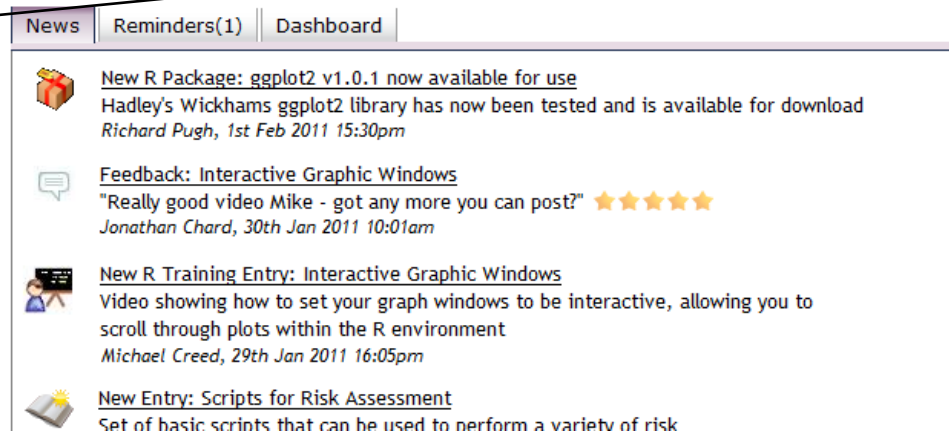 News Reminders(1) Dashboard
New R Package: ggplot2 v1.0.1 now available for use
Hadley's Wickhams ggplot2 library has now been tested and is available for download
Richard Pugh, 1st Feb 2011 15:30pm
Feedback: Interactive Graphic Windows
"Really good video Mike - got any more you can post?"
Jonathan Chard, 30th Jan 2011 10:01am
New R Training Entry: Interactive Graphic Windows
Video showing how to set your graph windows to be interactive, allowing you to
scroll through plots within the R environment
Michael Creed, 29th Jan 2011 16:05pm
New Entry: Scripts for Risk Assessment
Set of basic scripts that can be used to perform a variety of risk